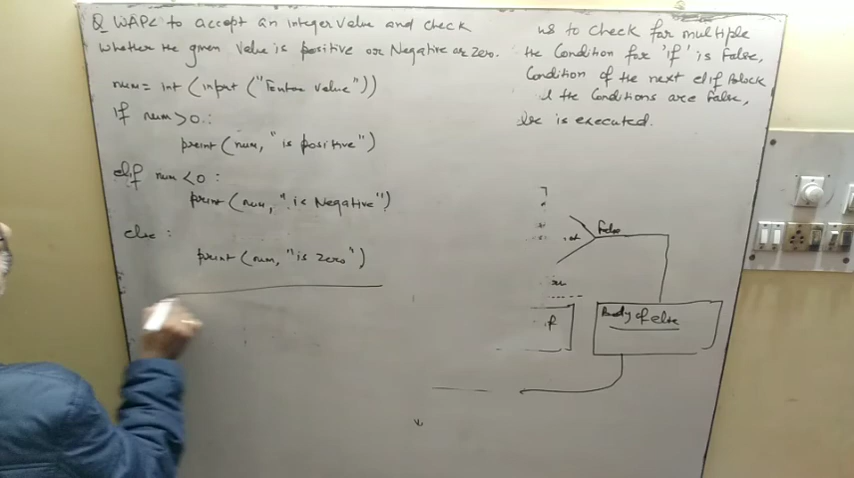 Q WAPc to accept an integer value and check
whether the given value is positive or Negative or zero.
num = int (input ("Enter value"))
if num > 0 :
print (num, "is positive")
elif num < 0 :
print (num, "is Negative")
else :
print (num, "is zero")
us to check for multiple
the Condition for 'if' is False,
Condition of the next elif block
the Conditions are False,
is executed.
False
if
Body of else